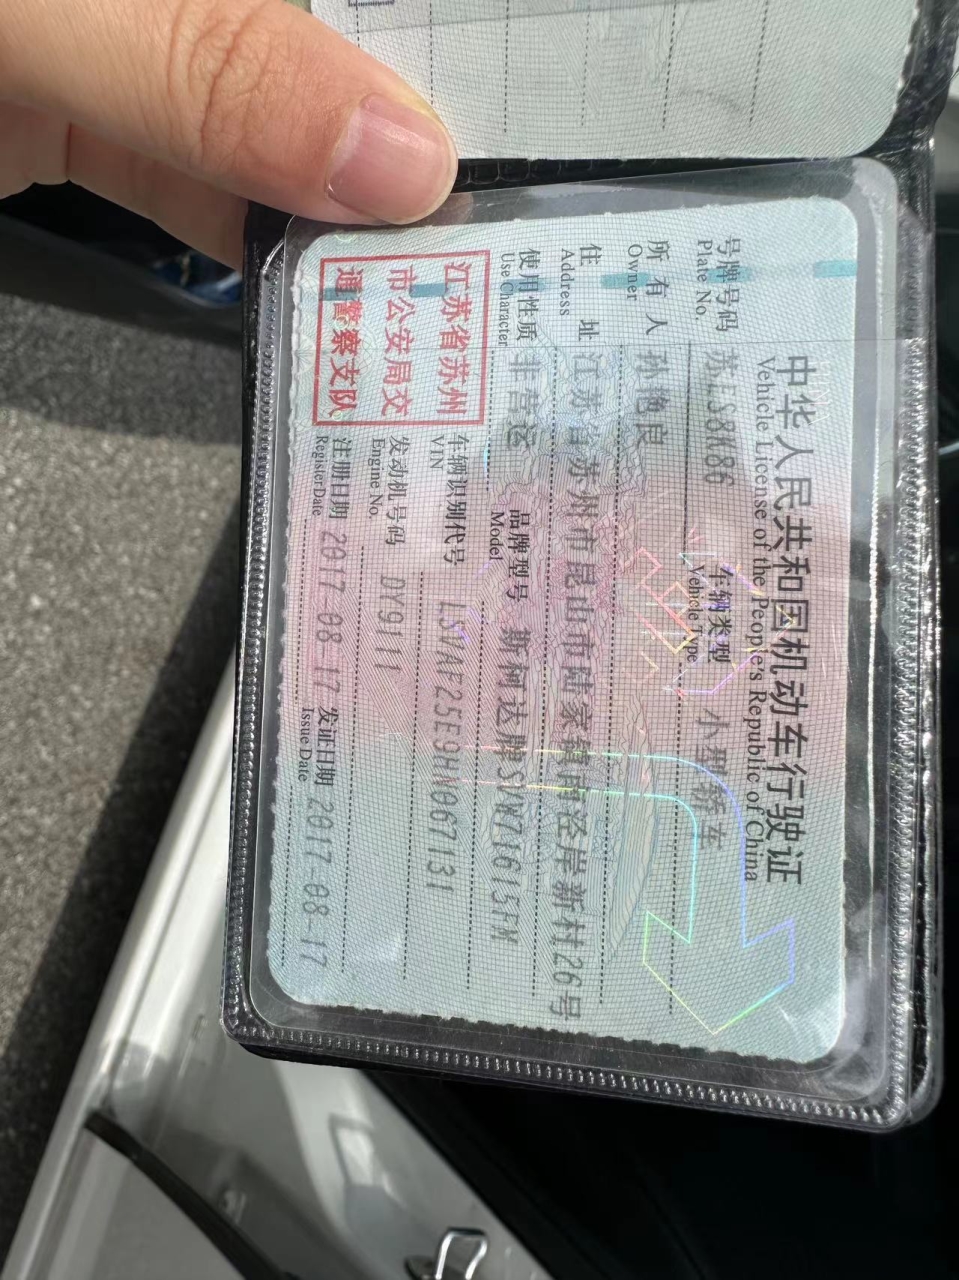 中华人民共和国机动车行驶证
Vehicle License of the People's Republic of China
号牌号码 苏LS8K86 车辆类型 小型轿车
Plate No. Vehicle Type
所有人 孙艳良
Owner
住址 江苏省苏州市昆山市陆家镇泾岸新村26号
Address
使用性质 非营运 品牌型号 斯柯达牌SVW71615FM
Use Character Model
江苏省苏州
市公安局交
通警察支队
车辆识别代号 LSVAF25E9HN067131
VIN
发动机号码 DY9111
Engine No.
注册日期 2017-08-17 发证日期 2017-08-17
Register Date Issue Date